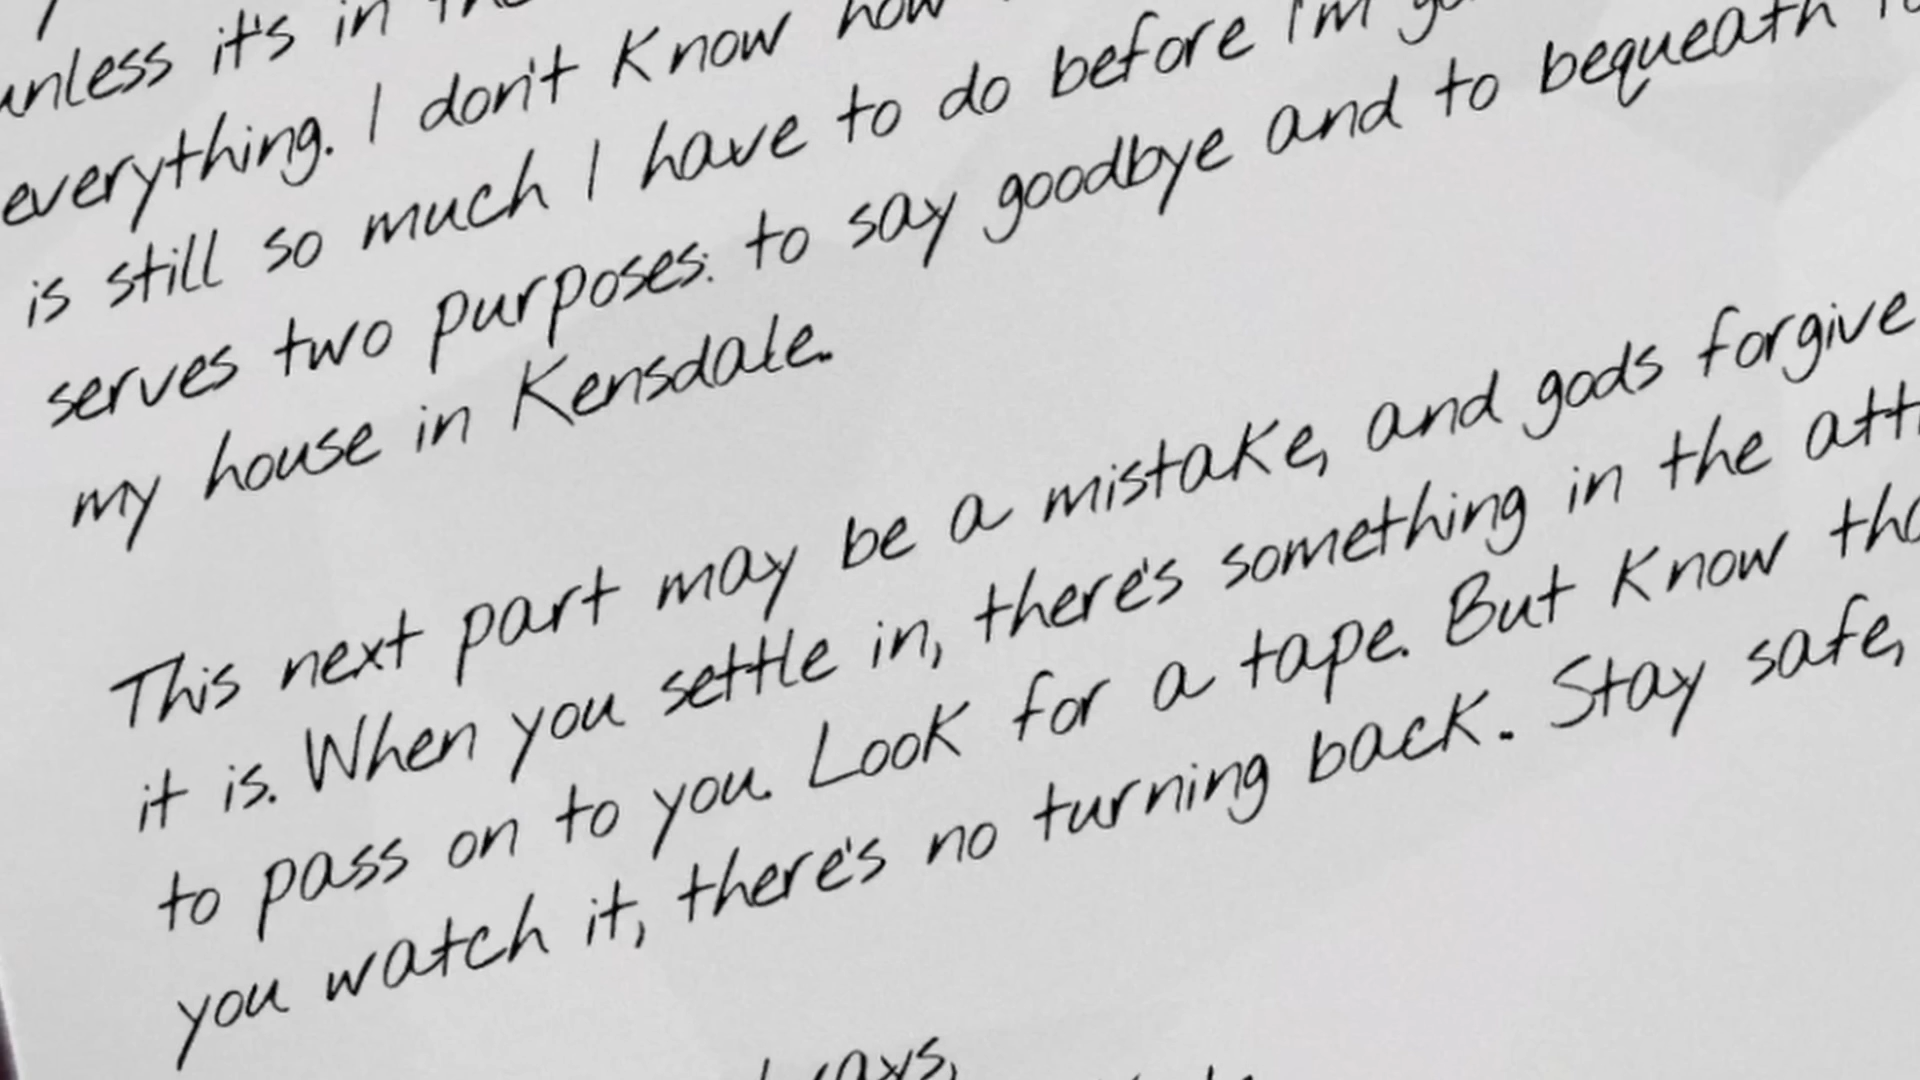 unless it's in
everything. I don't know how
is still so much I have to do before I'm
serves two purposes: to say goodbye and to bequeath
my house in Kensdale.
This next part may be a mistake, and gods forgive
it is. When you settle in, there's something in the
to pass on to you. Look for a tape. But know
you watch it, there's no turning back. Stay safe,